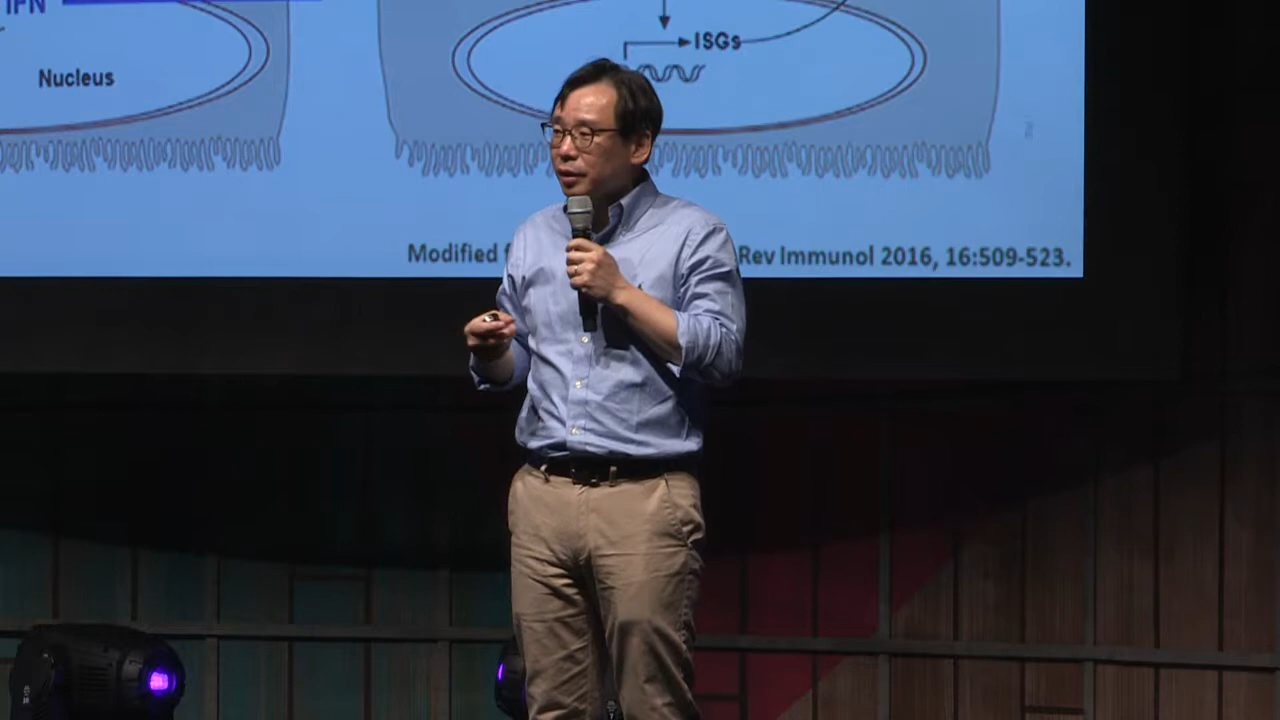 IFN
ISGs
Nucleus
Modified
Rev Immunol 2016, 16:509-523.